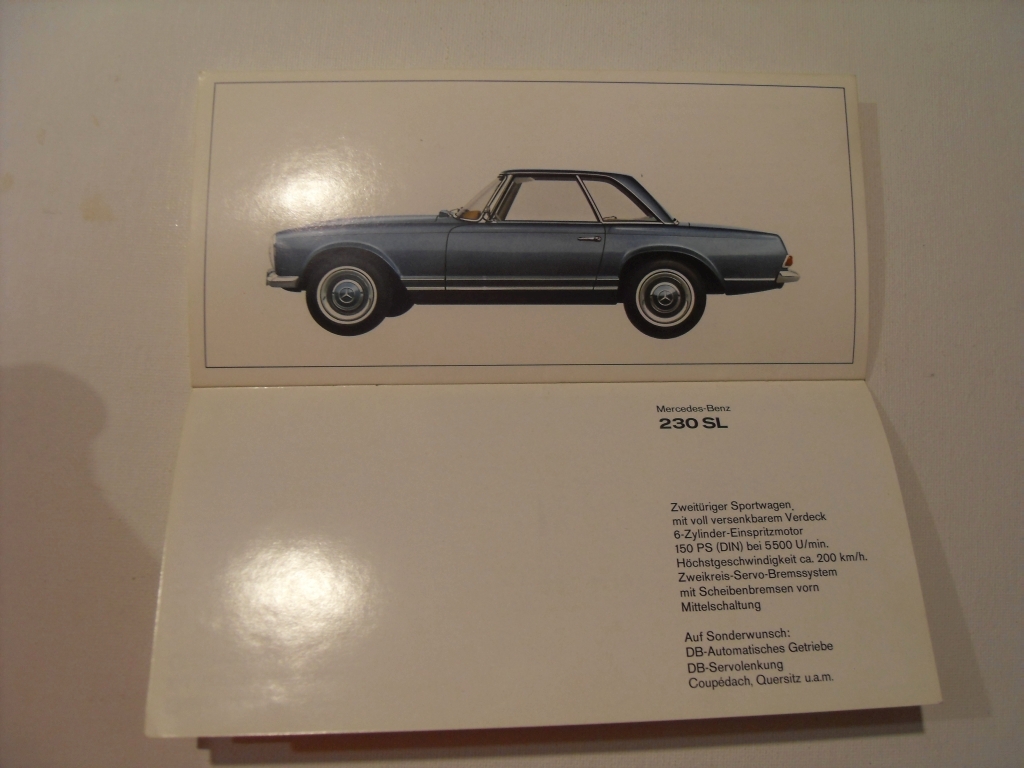 Mercedes-Benz
230 SL
Zweitüriger Sportwagen,
mit voll versenkbarem Verdeck
6-Zylinder-Einspritzmotor
150 PS (DIN) bei 5500 U/min.
Höchstgeschwindigkeit ca. 200 km/h.
Zweikreis-Servo-Bremssystem
mit Scheibenbremsen vorn
Mittelschaltung
Auf Sonderwunsch:
DB-Automatisches Getriebe
DB-Servolenkung
Coupédach, Quersitz u.a.m.